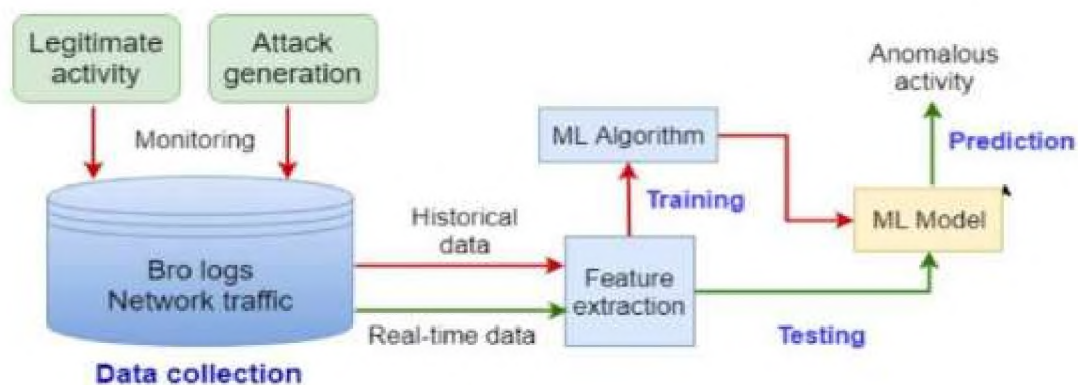 Legitimate
activity
Attack
generation
Monitoring
Bro logs
Network traffic
Data collection
Historical
data
Real-time data
ML Algorithm
Training
Feature
extraction
Testing
Anomalous
activity
Prediction
ML Model